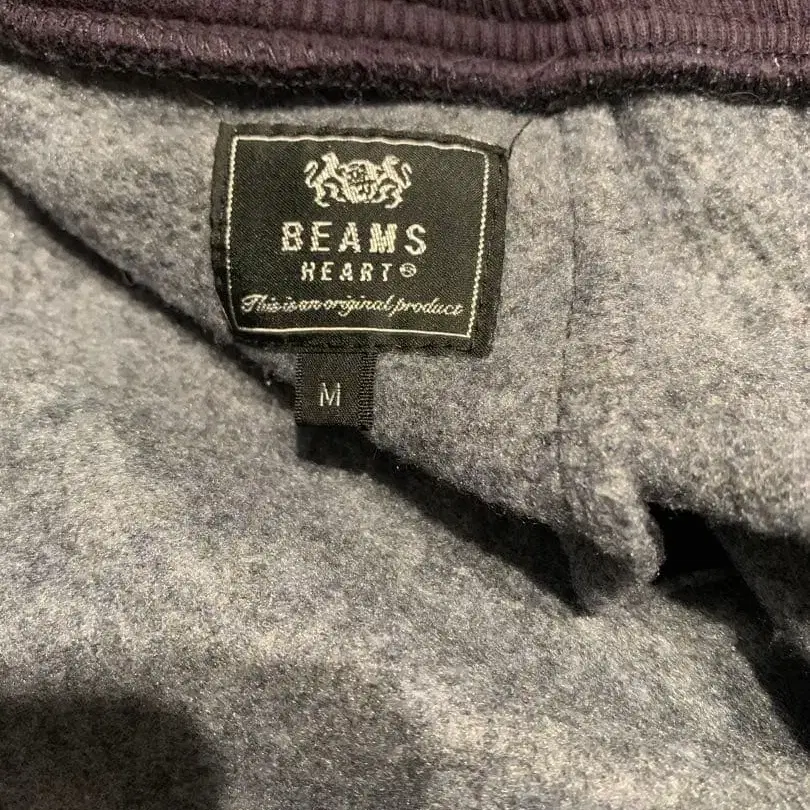 BEAMS
HEART®
This is an original product
M